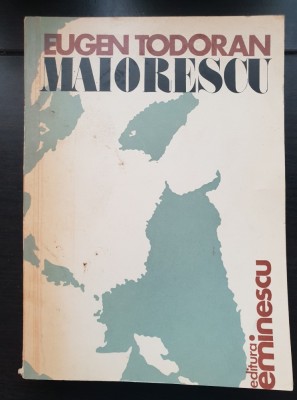 EUGEN TODORAN
MAIORESCU
editura
eminescu